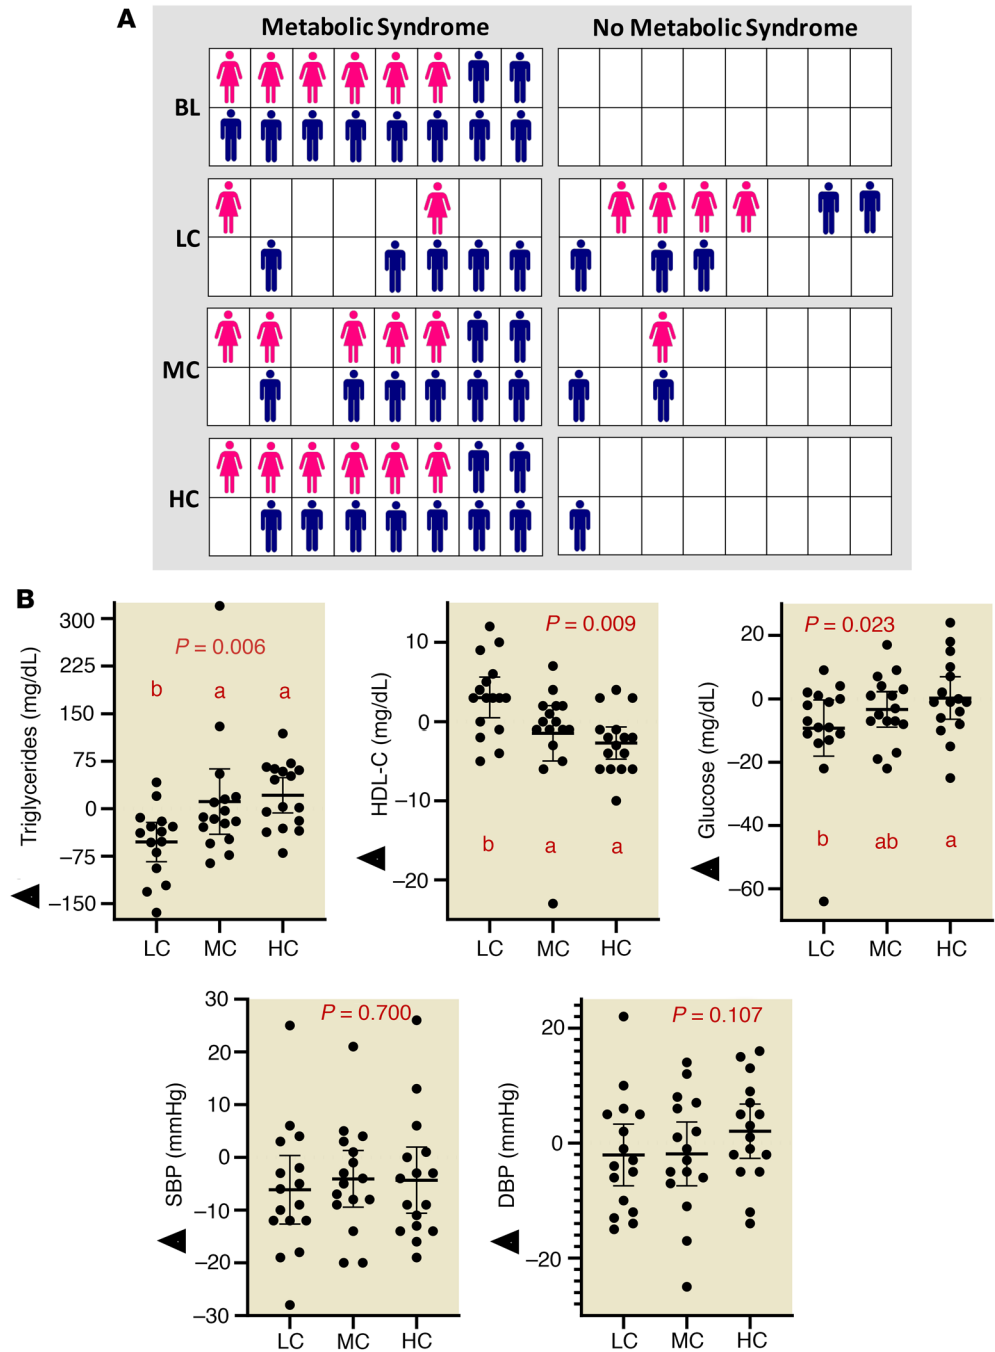 A
Metabolic Syndrome
No Metabolic Syndrome
BL
LC
MC
HC
B
Triglycerides (mg/dL)
300
225
150
75
0
−75
−150
P = 0.006
b
a
a
LC
MC
HC
HDL-C (mg/dL)
10
0
−10
−20
P = 0.009
b
a
a
LC
MC
HC
Glucose (mg/dL)
20
0
−20
−40
−60
P = 0.023
b
ab
a
LC
MC
HC
SBP (mmHg)
30
20
10
0
−10
−20
−30
P = 0.700
LC
MC
HC
DBP (mmHg)
20
0
−20
P = 0.107
LC
MC
HC